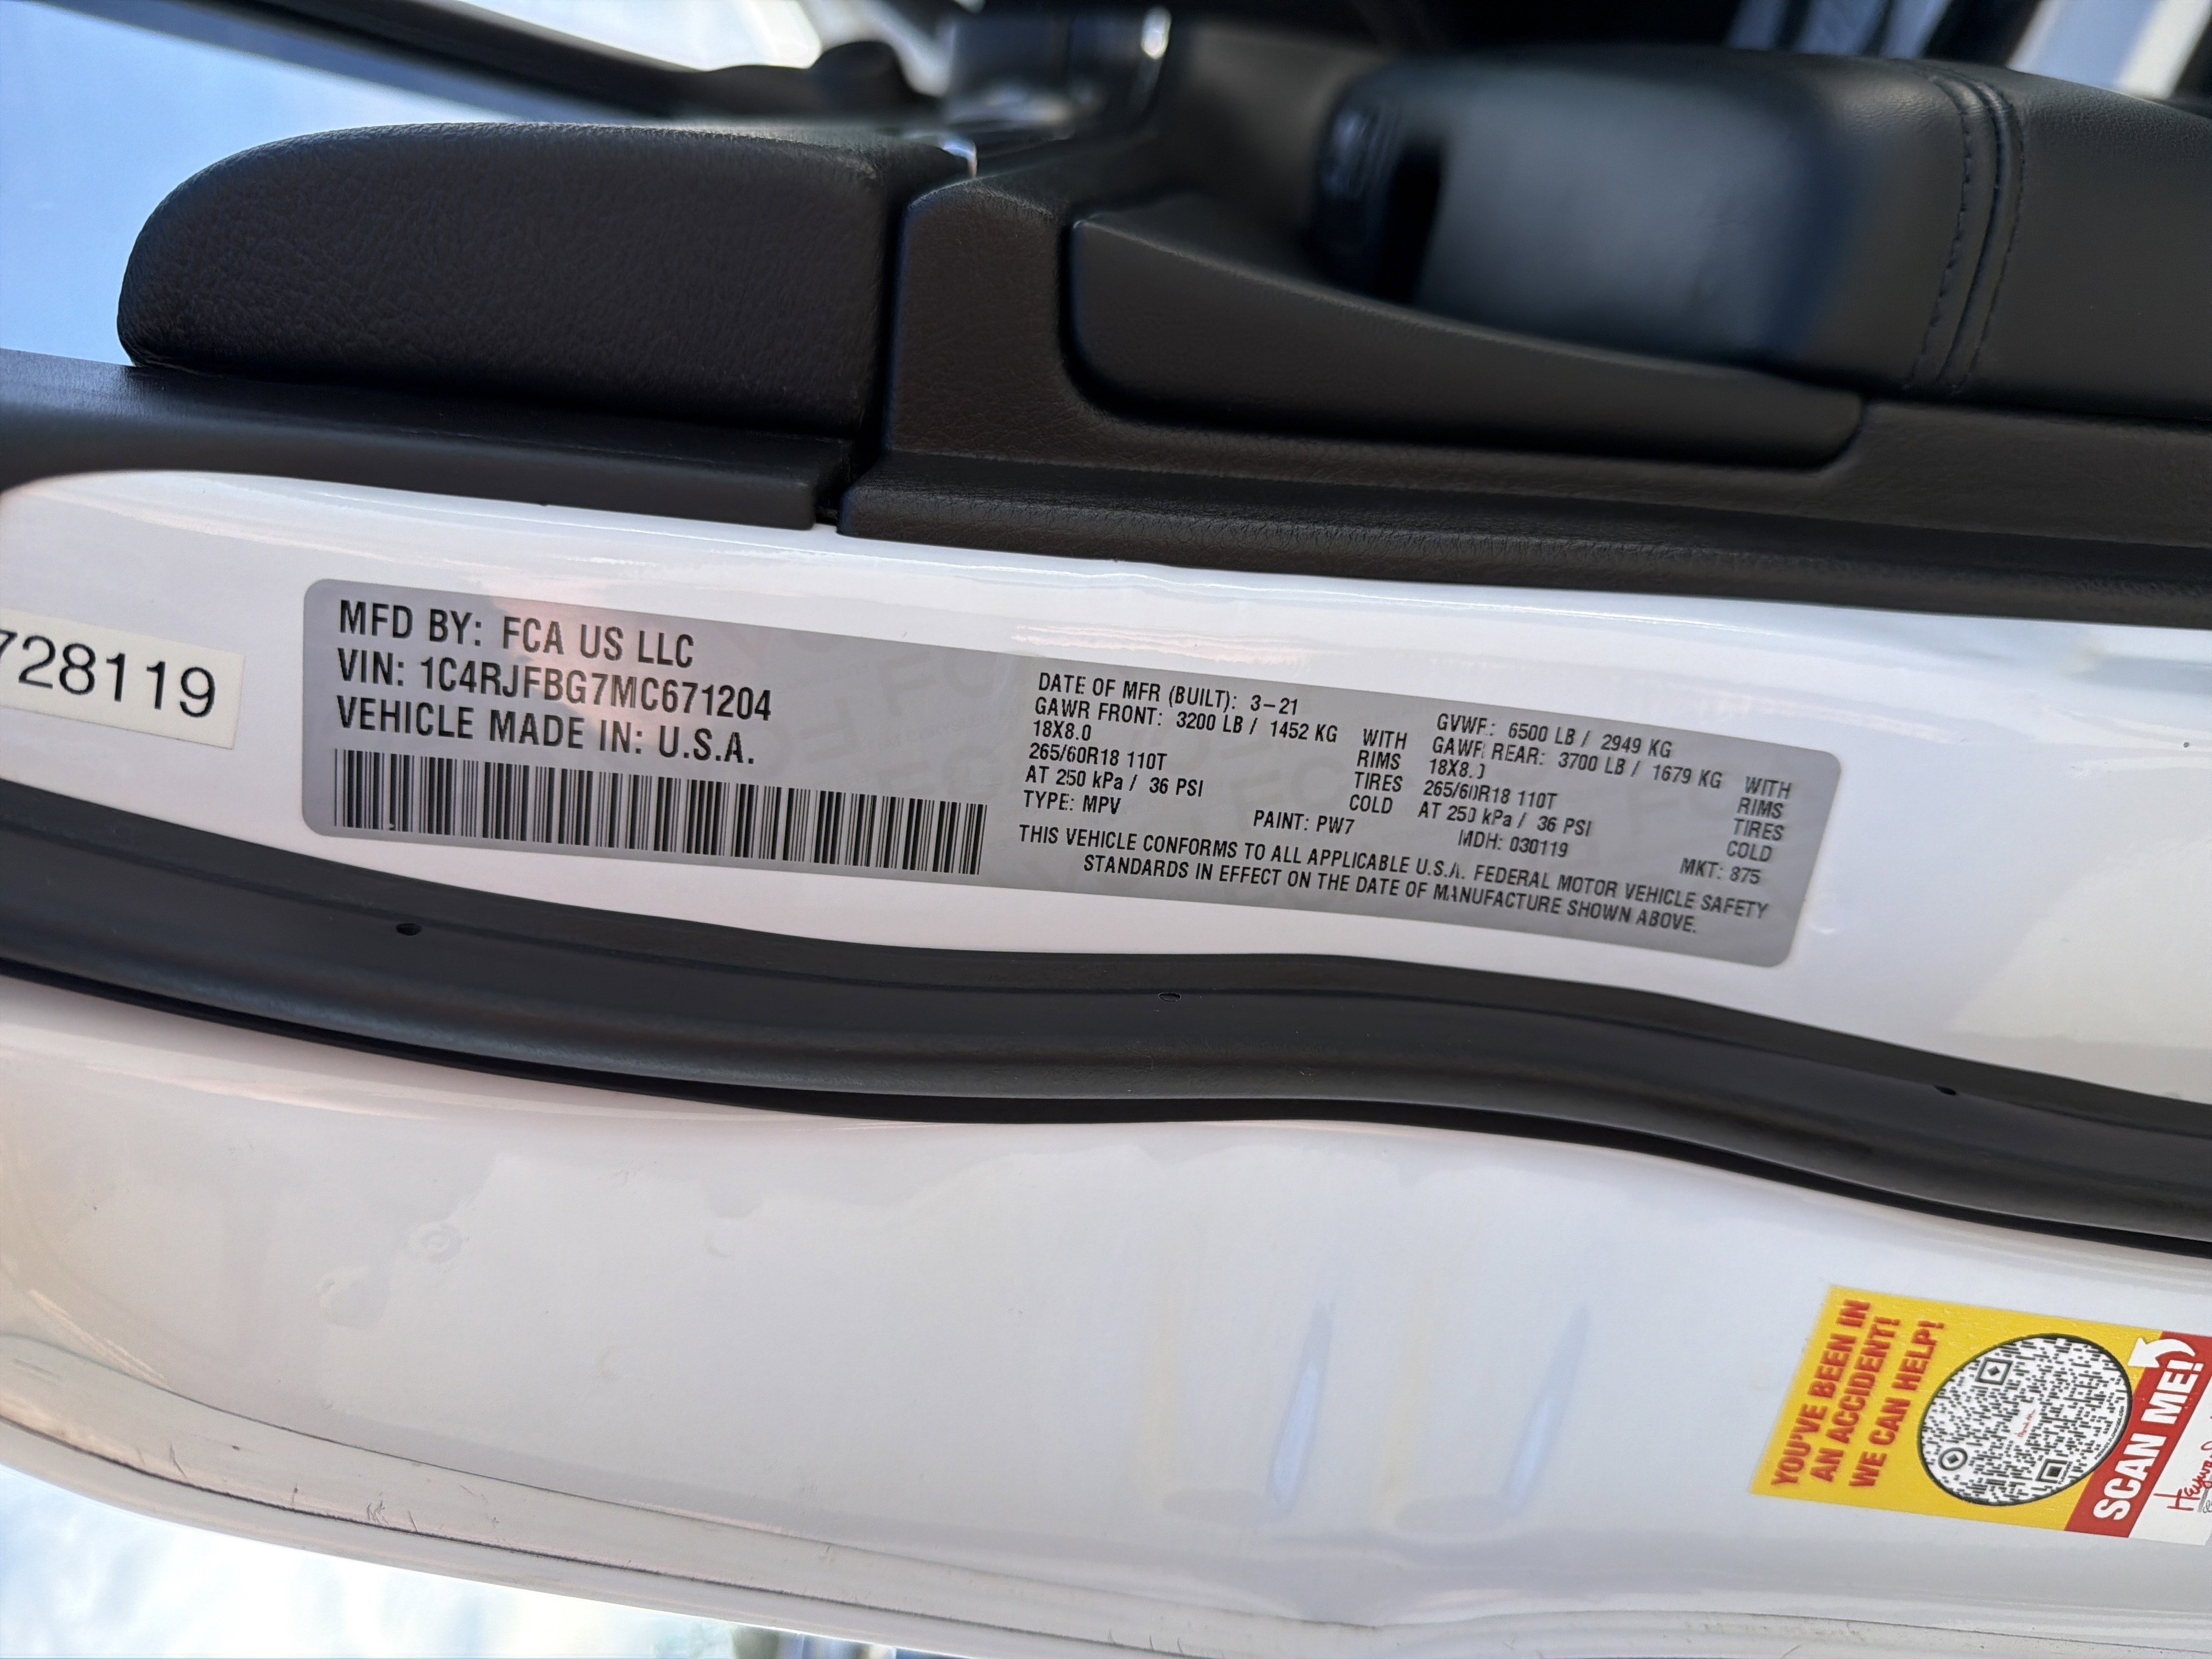 728119
MFD BY: FCA US LLC
VIN: 1C4RJFBG7MC671204
VEHICLE MADE IN: U.S.A.
DATE OF MFR (BUILT): 3-21
GAWR FRONT: 3200 LB / 1452 KG WITH
18X8.0 RIMS
265/60R18 110T TIRES
AT 250 kPa / 36 PSI COLD
GVWR: 6500 LB / 2949 KG
GAWR REAR: 3700 LB / 1679 KG WITH
18X8.0 RIMS
265/60R18 110T TIRES
AT 250 kPa / 36 PSI COLD
TYPE: MPV PAINT: PW7 MDH: 030119 MKT: 875
THIS VEHICLE CONFORMS TO ALL APPLICABLE U.S.A. FEDERAL MOTOR VEHICLE SAFETY
STANDARDS IN EFFECT ON THE DATE OF MANUFACTURE SHOWN ABOVE.
YOU'VE BEEN IN
AN ACCIDENT!
WE CAN HELP!
SCAN ME!